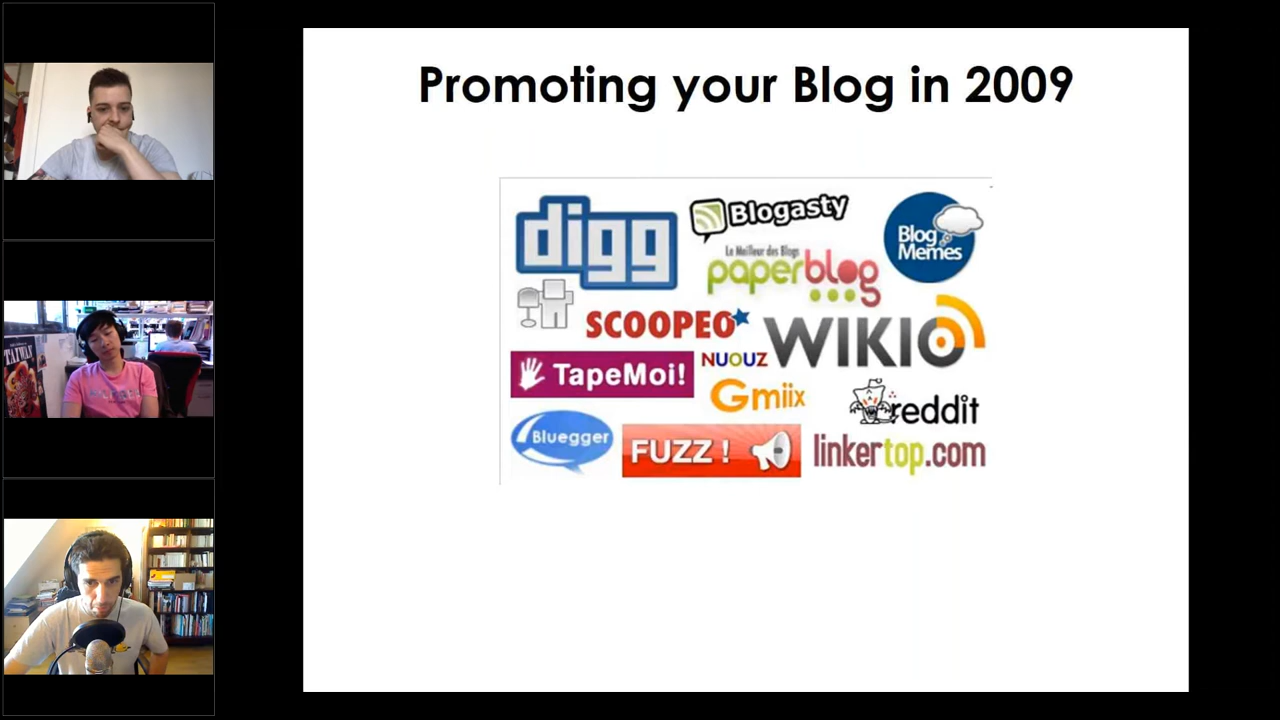 Promoting your Blog in 2009
digg
Blogasty
Blog
Memes
Le Meilleur des Blogs
paperblog
SCOOPEO
WIKIO
TapeMoi!
NUOUZ
Gmiix
reddit
Bluegger
FUZZ !
linkertop.com
TAIWAN